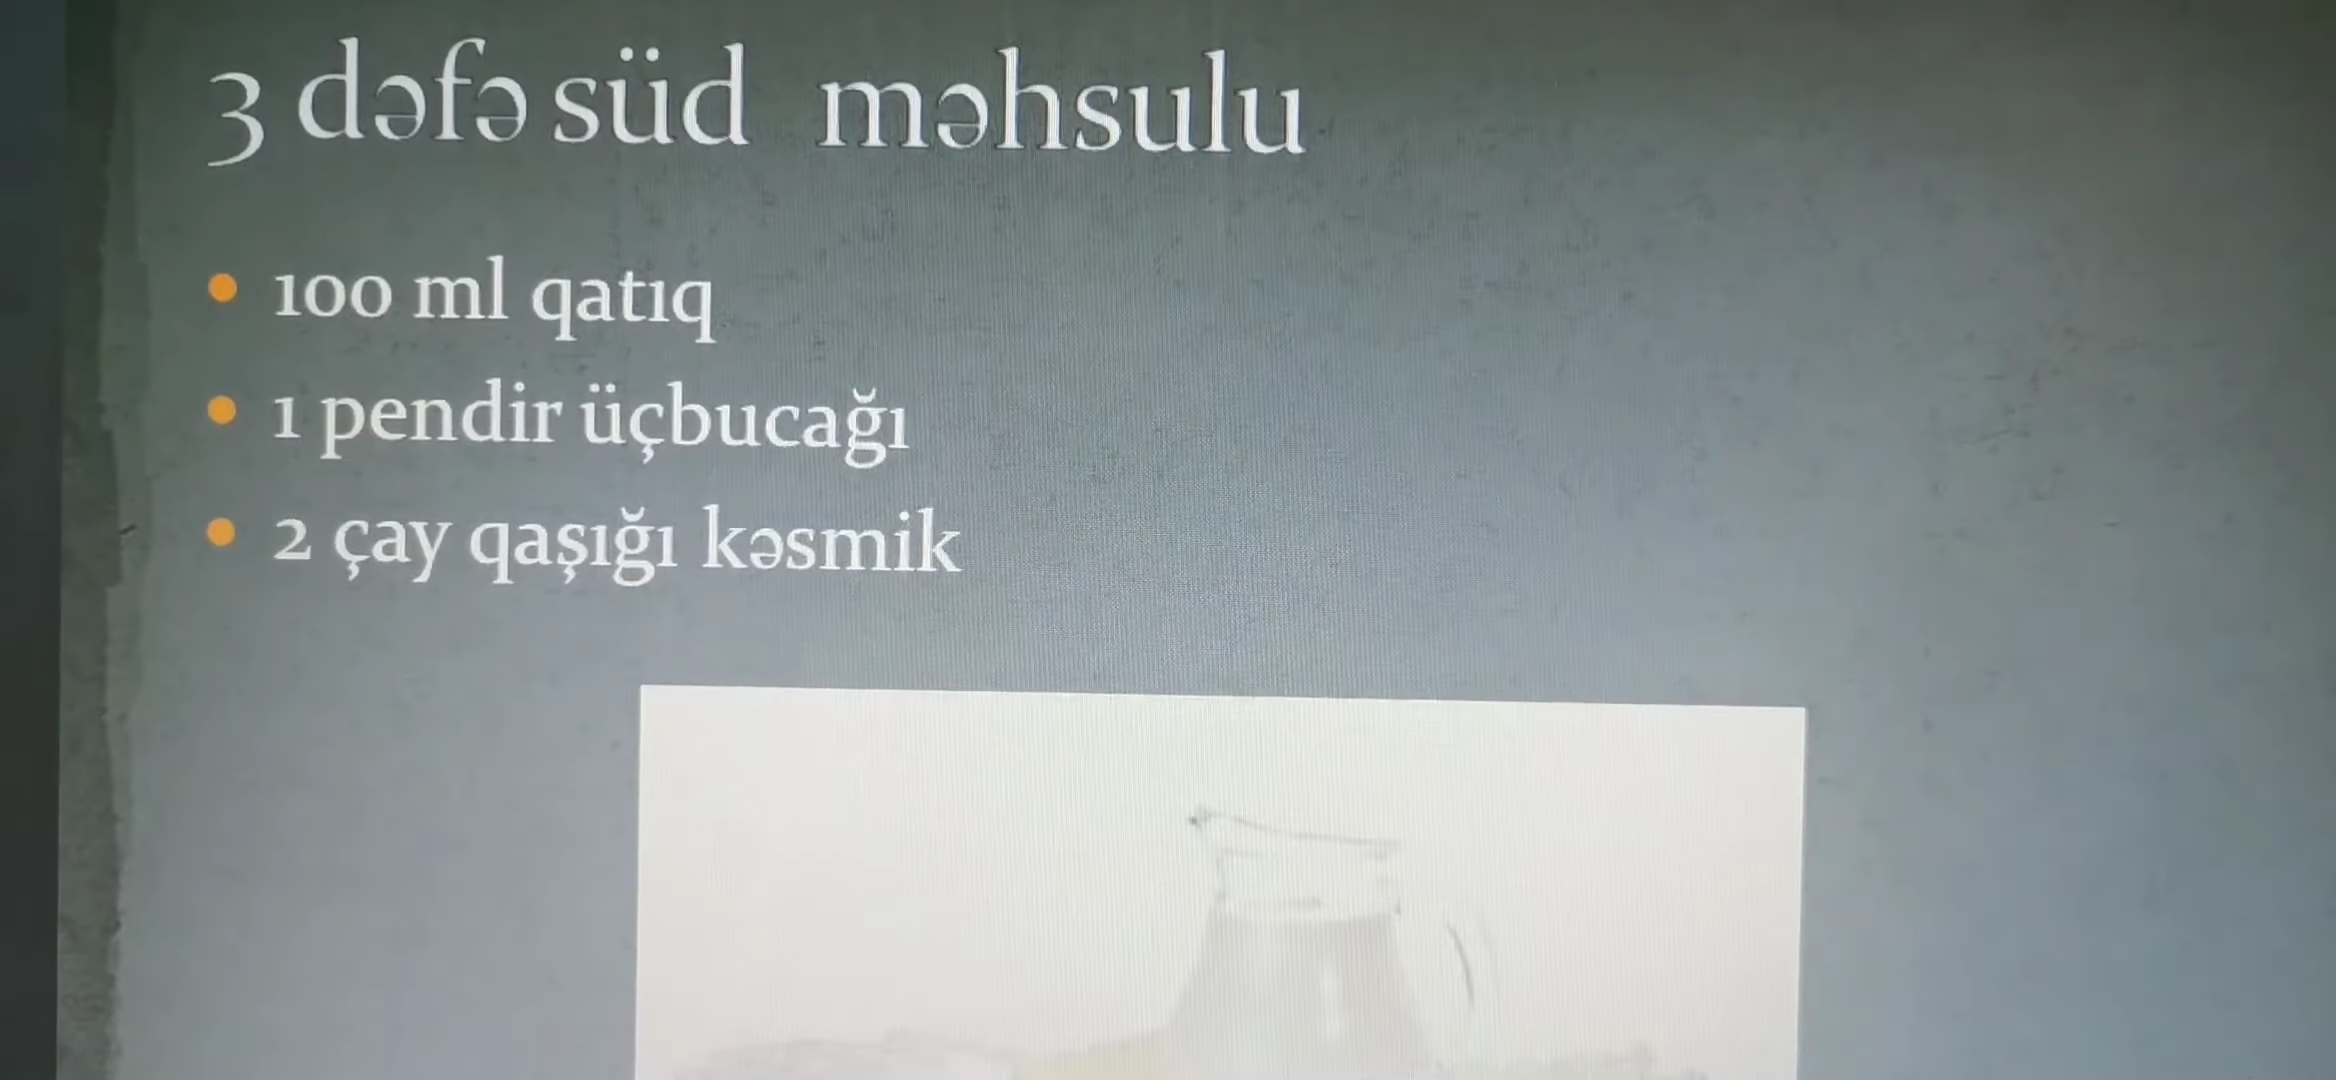 3 dəfə süd məhsulu
100 ml qatıq
1 pendir üçbucağı
2 çay qaşığı kəsmik